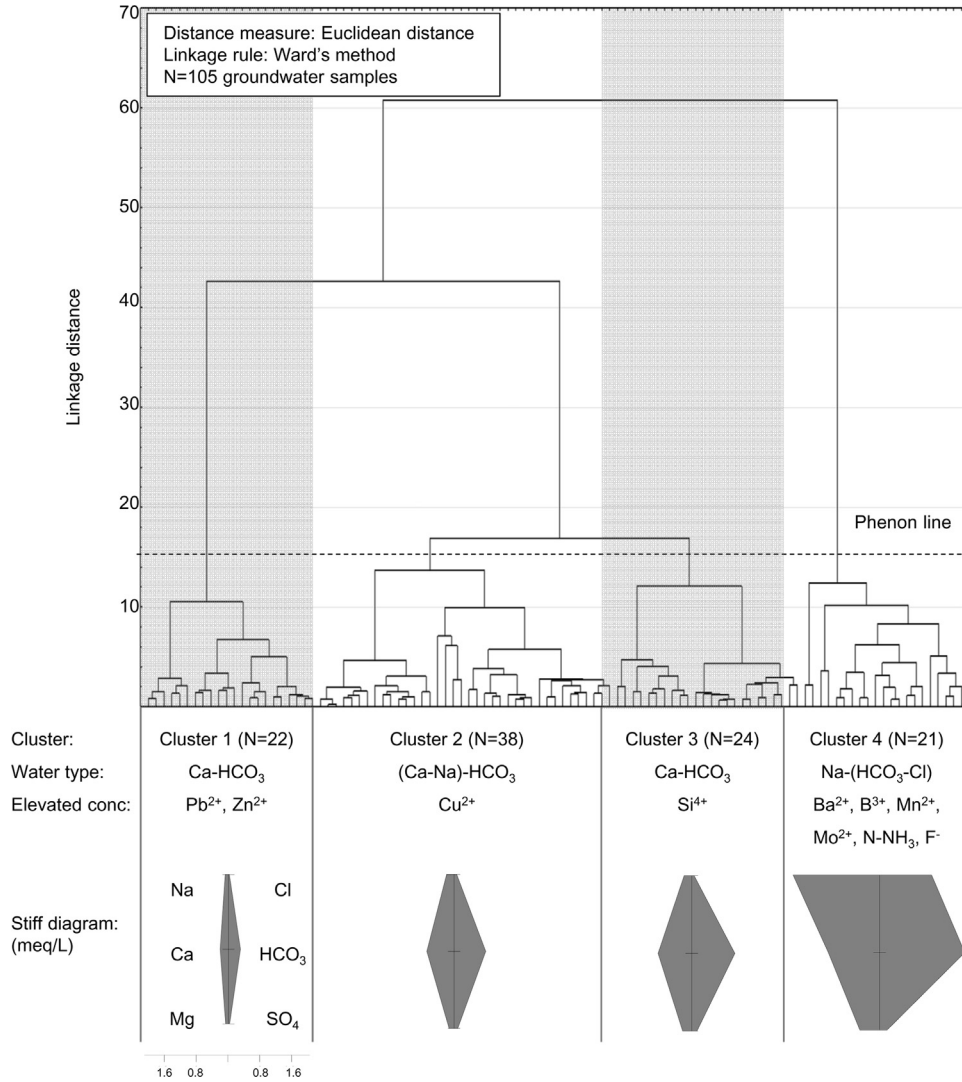 70
Distance measure: Euclidean distance
Linkage rule: Ward's method
N=105 groundwater samples
60
50
40
30
20
10
Linkage distance
Phenon line
Cluster: Cluster 1 (N=22) Cluster 2 (N=38) Cluster 3 (N=24) Cluster 4 (N=21)
Water type: Ca-HCO₃ (Ca-Na)-HCO₃ Ca-HCO₃ Na-(HCO₃-Cl)
Elevated conc: Pb²⁺, Zn²⁺ Cu²⁺ Si⁴⁺ Ba²⁺, B³⁺, Mn²⁺,
Mo²⁺, N-NH₃, F⁻
Na Cl
Stiff diagram:
(meq/L)
Ca HCO₃
Mg SO₄
1.6 0.8 0.8 1.6